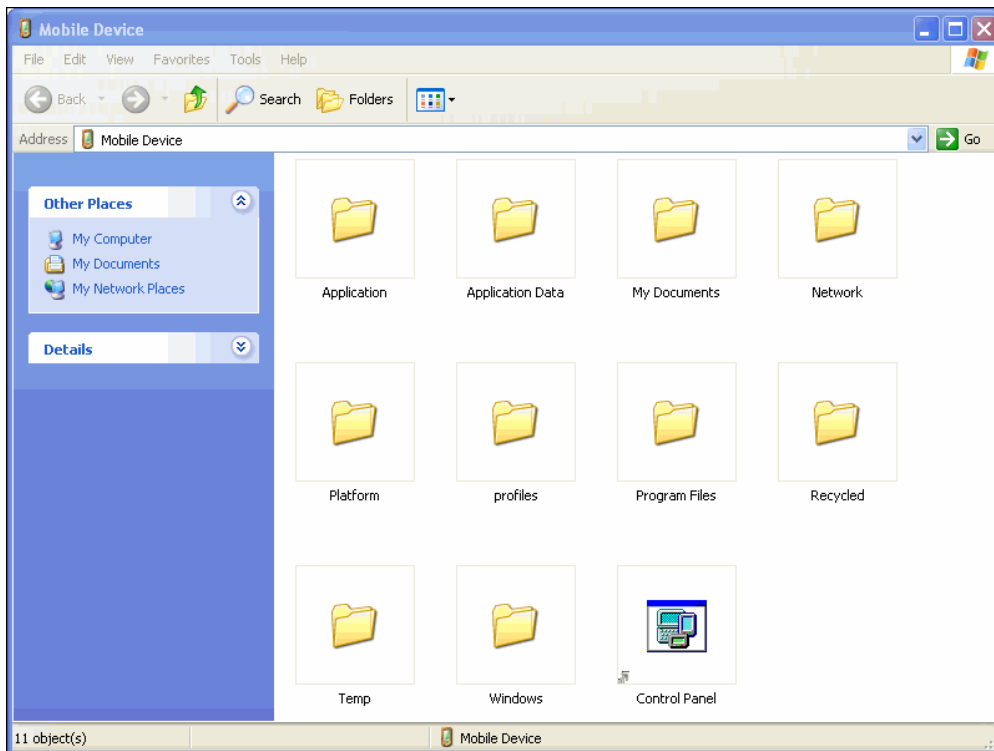 Mobile Device
File Edit View Favorites Tools Help
Back Search Folders
Address Mobile Device Go
Other Places
My Computer
My Documents
My Network Places
Details
Application Application Data My Documents Network
Platform profiles Program Files Recycled
Temp Windows Control Panel
11 object(s) Mobile Device